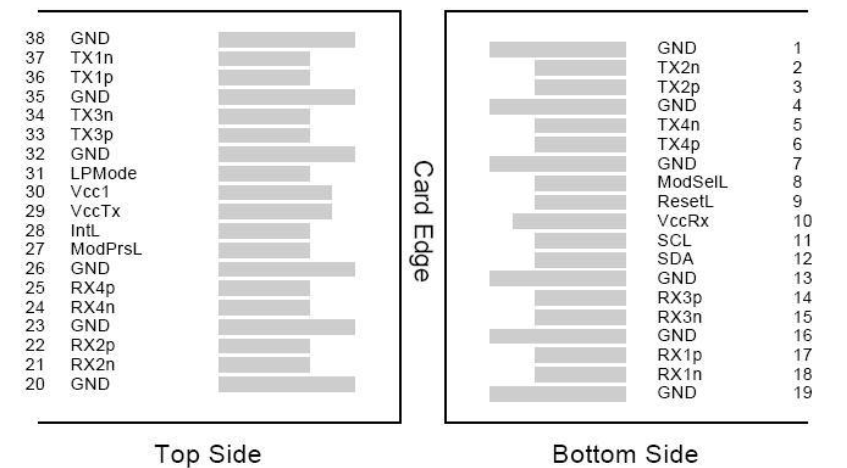 38 GND
37 TX1n
36 TX1p
35 GND
34 TX3n
33 TX3p
32 GND
31 LPMode
30 Vcc1
29 VccTx
28 IntL
27 ModPrsL
26 GND
25 RX4p
24 RX4n
23 GND
22 RX2p
21 RX2n
20 GND
Top Side
Card Edge
GND 1
TX2n 2
TX2p 3
GND 4
TX4n 5
TX4p 6
GND 7
ModSelL 8
ResetL 9
VccRx 10
SCL 11
SDA 12
GND 13
RX3p 14
RX3n 15
GND 16
RX1p 17
RX1n 18
GND 19
Bottom Side